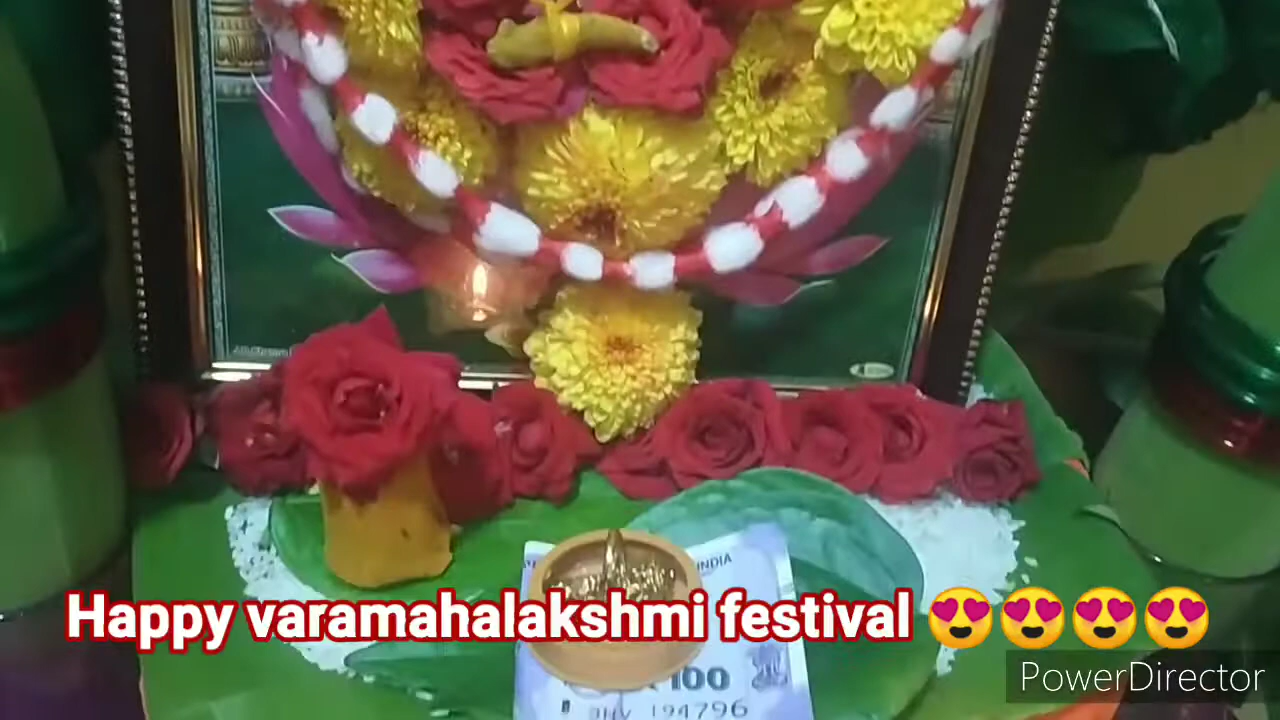 INDIA
Happy varamahalakshmi festival 😍😍😍😍
PowerDirector
100
194796